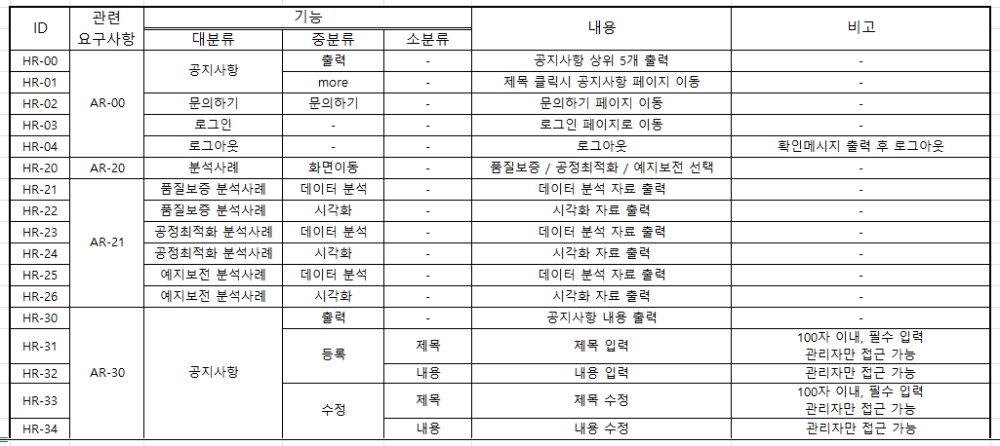 ID 관련 요구사항 기능 내용 비고
대분류 중분류 소분류
HR-00 AR-00 공지사항 출력 - 공지사항 상위 5개 출력 -
HR-01 more - 제목 클릭시 공지사항 페이지 이동 -
HR-02 문의하기 문의하기 - 문의하기 페이지 이동 -
HR-03 로그인 - - 로그인 페이지로 이동 -
HR-04 로그아웃 - - 로그아웃 확인메시지 출력 후 로그아웃
HR-20 AR-20 분석사례 화면이동 - 품질보증 / 공정최적화 / 예지보전 선택 -
HR-21 AR-21 품질보증 분석사례 데이터 분석 - 데이터 분석 자료 출력 -
HR-22 품질보증 분석사례 시각화 - 시각화 자료 출력 -
HR-23 공정최적화 분석사례 데이터 분석 - 데이터 분석 자료 출력 -
HR-24 공정최적화 분석사례 시각화 - 시각화 자료 출력 -
HR-25 예지보전 분석사례 데이터 분석 - 데이터 분석 자료 출력 -
HR-26 예지보전 분석사례 시각화 - 시각화 자료 출력 -
HR-30 AR-30 공지사항 출력 - 공지사항 내용 출력 -
HR-31 등록 제목 제목 입력 100자 이내, 필수 입력
관리자만 접근 가능
HR-32 내용 내용 입력 관리자만 접근 가능
HR-33 수정 제목 제목 수정 100자 이내, 필수 입력
관리자만 접근 가능
HR-34 내용 내용 수정 관리자만 접근 가능